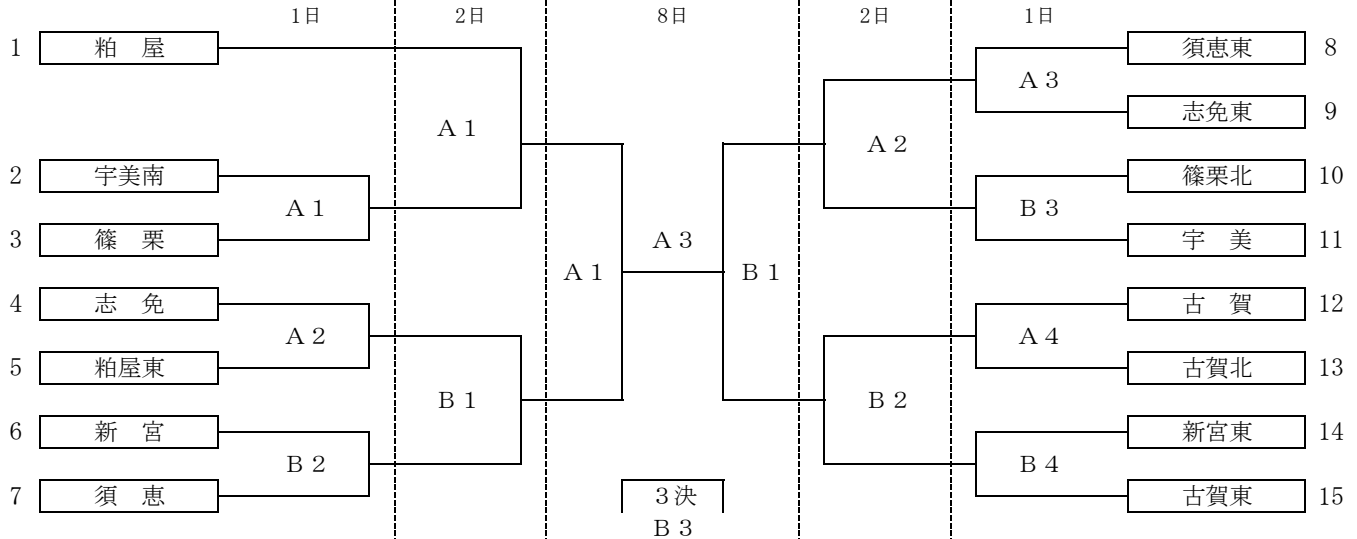 1日 2日 8日 2日 1日
1 粕　屋 須恵東 8
A 3
A 1 志免東 9
A 2
2 宇美南 篠栗北 10
A 1 B 3
3 篠　栗 A 3 宇　美 11
A 1 B 1
4 志　免 古　賀 12
A 2 A 4
5 粕屋東 古賀北 13
B 1 B 2
6 新　宮 新宮東 14
B 2 B 4
7 須　恵 3決 古賀東 15
B 3